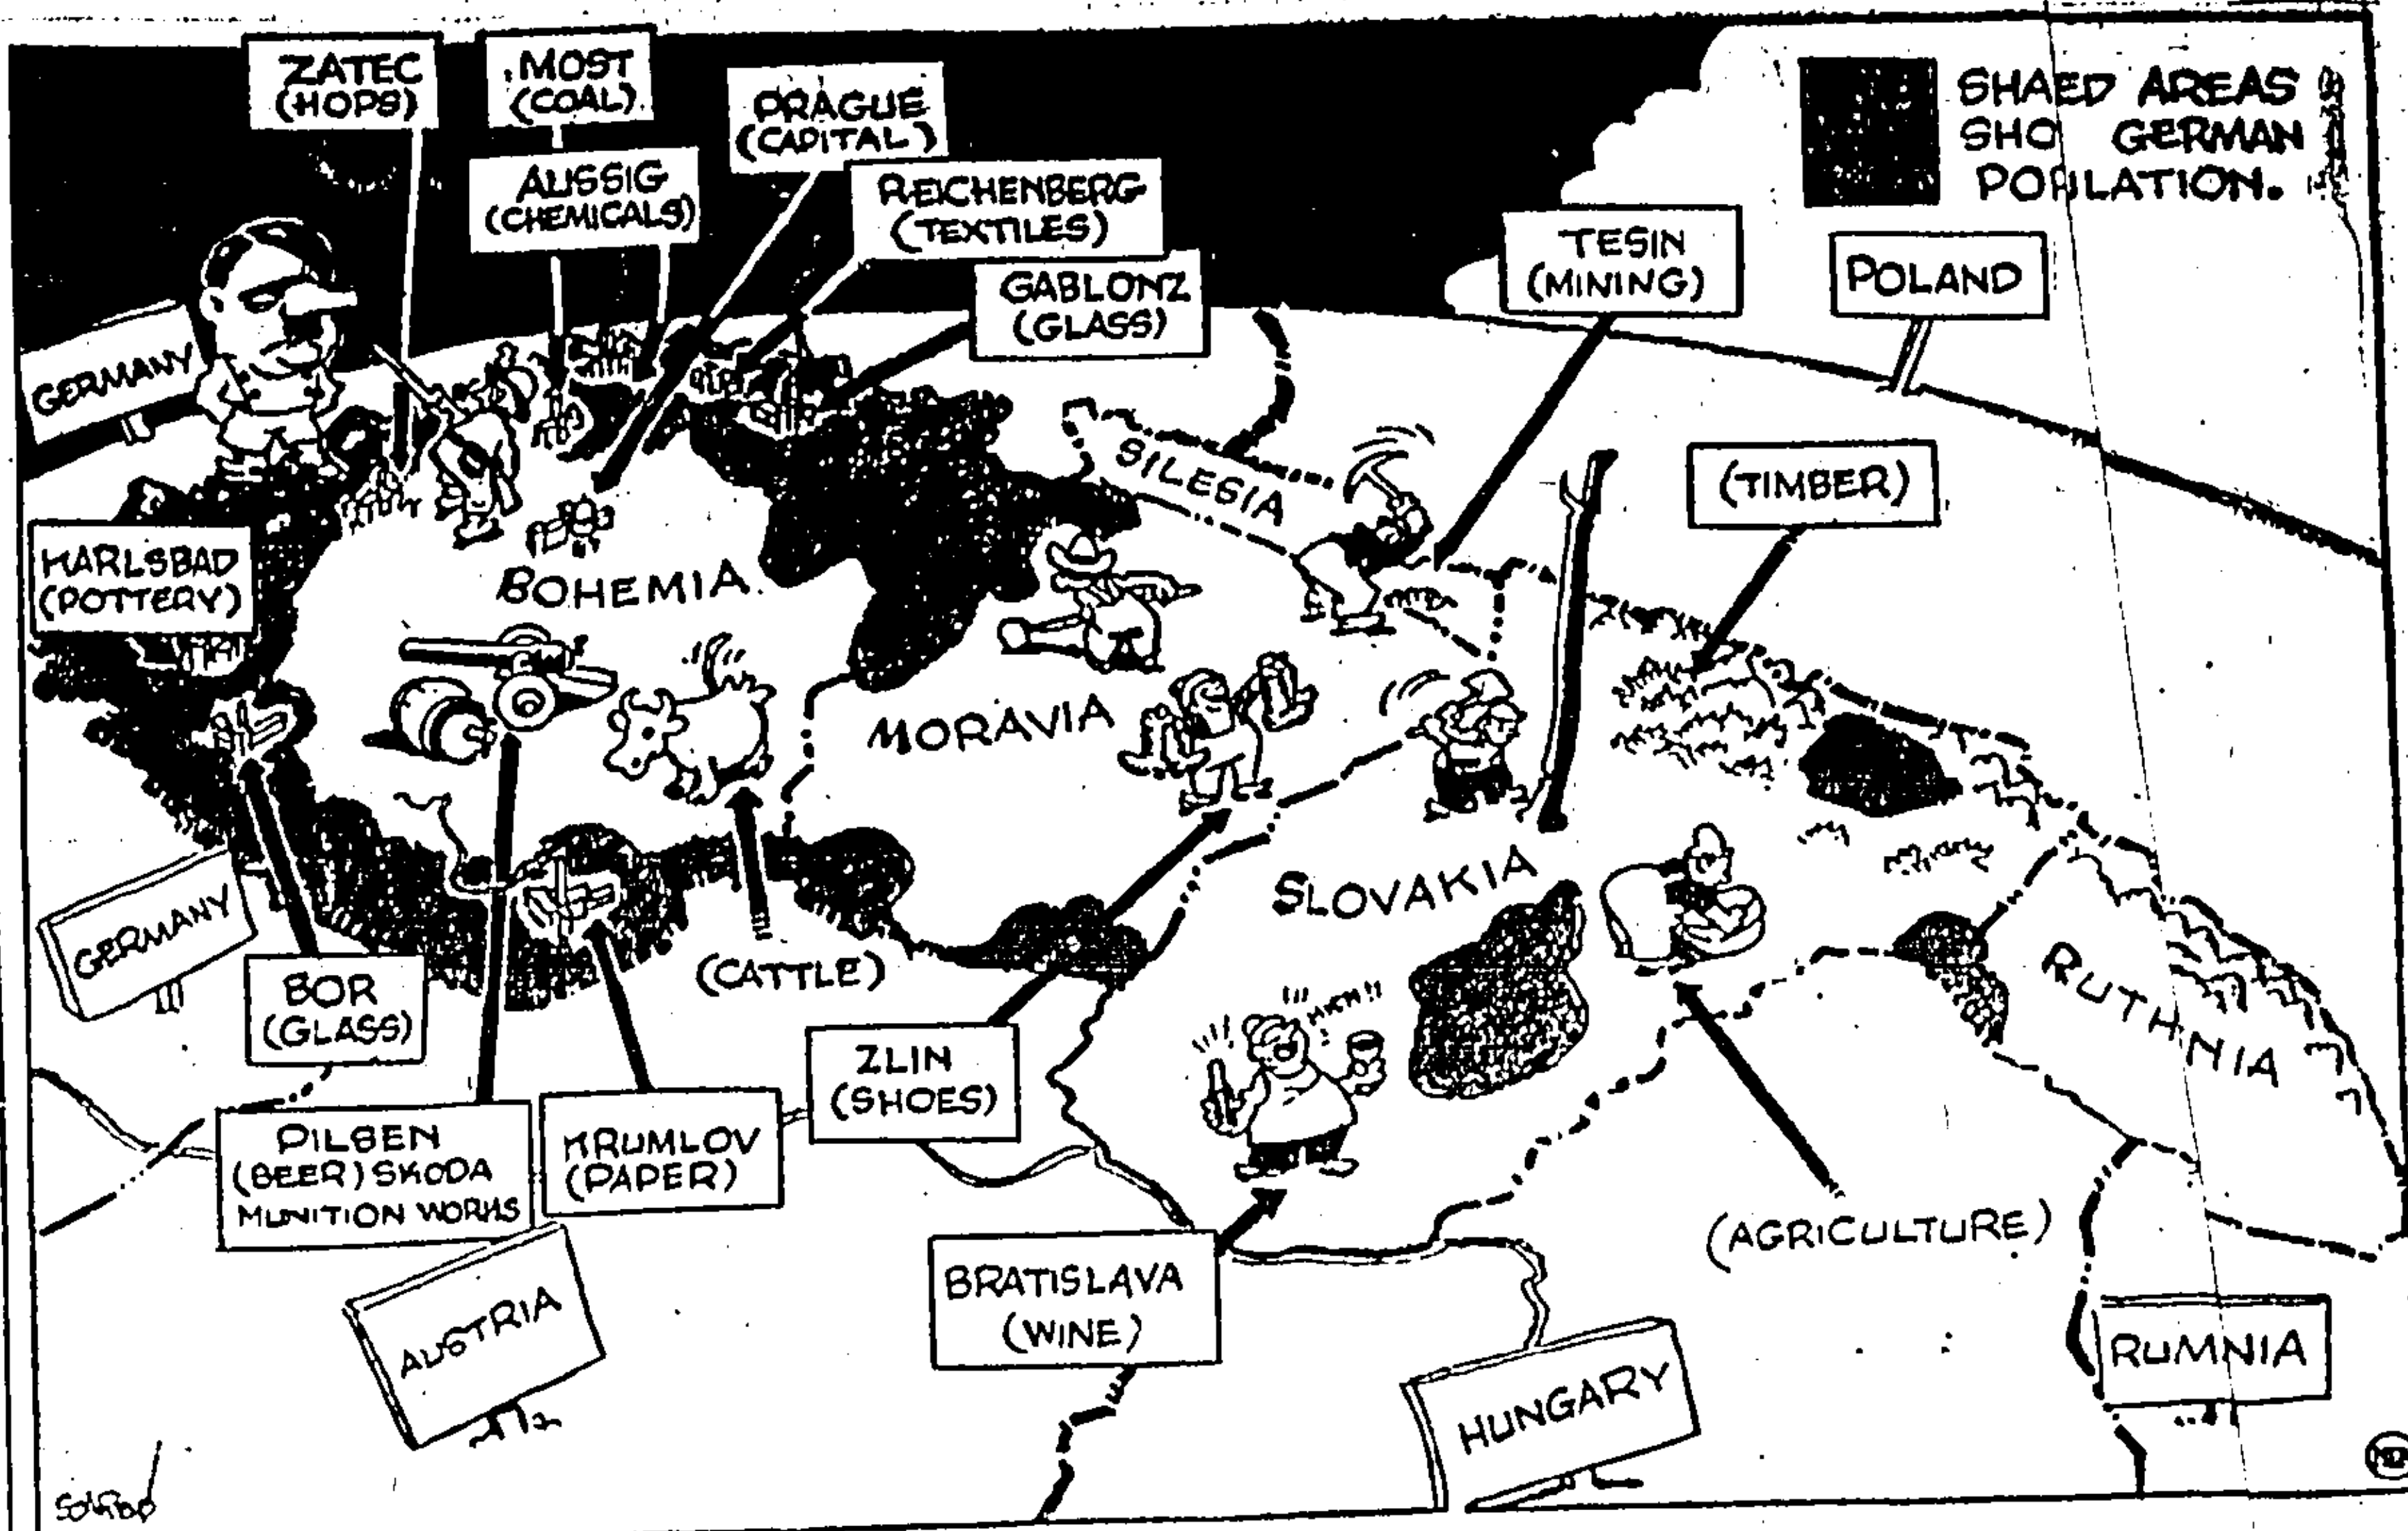 ZATEC
(HOPS)
MOST
(COAL)
AUSSIG
(CHEMICALS)
PRAGUE
(CAPITAL)
REICHENBERG
(TEXTILES)
GABLONZ
(GLASS)
TESIN
(MINING)
POLAND
SHAED AREAS
SHO GERMAN
POPULATION.
GERMANY
SILESIA
(TIMBER)
KARLSBAD
(POTTERY)
BOHEMIA
MORAVIA
SLOVAKIA
RUTHNIA
GERMANY
BOR
(GLASS)
(CATTLE)
ZLIN
(SHOES)
PILSEN
(BEER) SKODA
MUNITION WORKS
KRUMLOV
(PAPER)
AUSTRIA
BRATISLAVA
(WINE)
(AGRICULTURE)
HUNGARY
RUMNIA